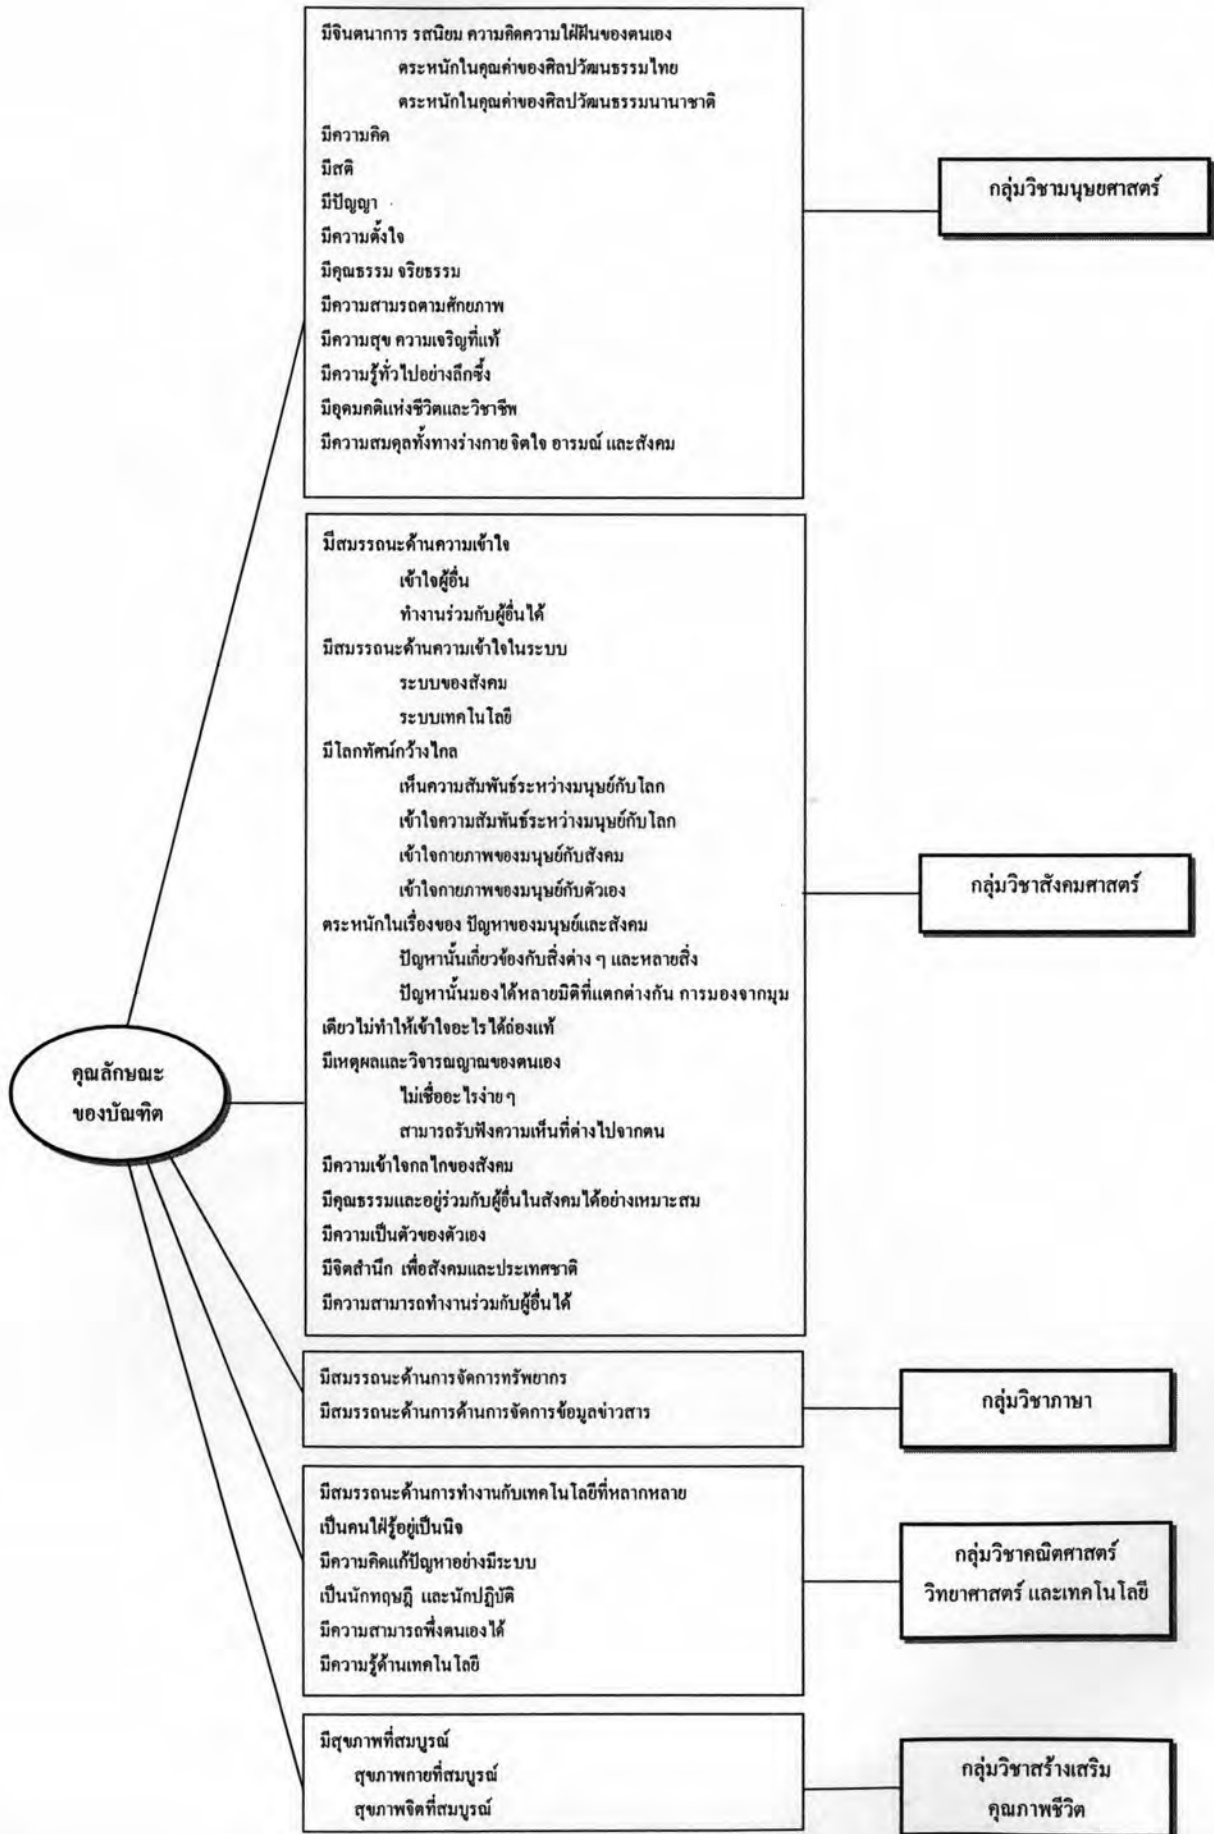 มีจินตนาการ รสนิยม ความคิดความใฝ่ฝันของตนเอง
ตระหนักในคุณค่าของศิลปวัฒนธรรมไทย
ตระหนักในคุณค่าของศิลปวัฒนธรรมนานาชาติ
มีความคิด
มีสติ
มีปัญญา
มีความตั้งใจ
มีคุณธรรม จริยธรรม
มีความสามรถตามศักยภาพ
มีความสุข ความเจริญที่แท้
มีความรู้ทั่วไปอย่างลึกซึ้ง
มีอุดมคติแห่งชีวิตและวิชาชีพ
มีความสมดุลทั้งทางร่างกาย จิตใจ อารมณ์ และสังคม
กลุ่มวิชามนุษยศาสตร์
มีสมรรถนะด้านความเข้าใจ
เข้าใจผู้อื่น
ทำงานร่วมกับผู้อื่นได้
มีสมรรถนะด้านความเข้าใจในระบบ
ระบบของสังคม
ระบบเทคโนโลยี
มีโลกทัศน์กว้างไกล
เห็นความสัมพันธ์ระหว่างมนุษย์กับโลก
เข้าใจความสัมพันธ์ระหว่างมนุษย์กับโลก
เข้าใจกายภาพของมนุษย์กับสังคม
เข้าใจกายภาพของมนุษย์กับตัวเอง
ตระหนักในเรื่องของ ปัญหาของมนุษย์และสังคม
ปัญหานั้นเกี่ยวข้องกับสิ่งต่าง ๆ และหลายสิ่ง
ปัญหานั้นมองได้หลายมิติที่แตกต่างกัน การมองจากมุม
เดียวไม่ทำให้เข้าใจอะไรได้ถ่องแท้
มีเหตุผลและวิจารณญาณของตนเอง
ไม่เชื่ออะไรง่าย ๆ
สามารถรับฟังความเห็นที่ต่างไปจากตน
มีความเข้าใจกลไกของสังคม
มีคุณธรรมและอยู่ร่วมกับผู้อื่นในสังคมได้อย่างเหมาะสม
มีความเป็นตัวของตัวเอง
มีจิตสำนึก เพื่อสังคมและประเทศชาติ
มีความสามารถทำงานร่วมกับผู้อื่นได้
กลุ่มวิชาสังคมศาสตร์
คุณลักษณะ
ของบัณฑิต
มีสมรรถนะด้านการจัดการทรัพยากร
มีสมรรถนะด้านการด้านการจัดการข้อมูลข่าวสาร
กลุ่มวิชาภาษา
มีสมรรถนะด้านการทำงานกับเทคโนโลยีที่หลากหลาย
เป็นคนใฝ่รู้อยู่เป็นนิจ
มีความคิดแก้ปัญหาอย่างมีระบบ
เป็นนักทฤษฎี และนักปฏิบัติ
มีความสามารถพึ่งตนเองได้
มีความรู้ด้านเทคโนโลยี
กลุ่มวิชาคณิตศาสตร์
วิทยาศาสตร์ และเทคโนโลยี
มีสุขภาพที่สมบูรณ์
สุขภาพกายที่สมบูรณ์
สุขภาพจิตที่สมบูรณ์
กลุ่มวิชาสร้างเสริม
คุณภาพชีวิต